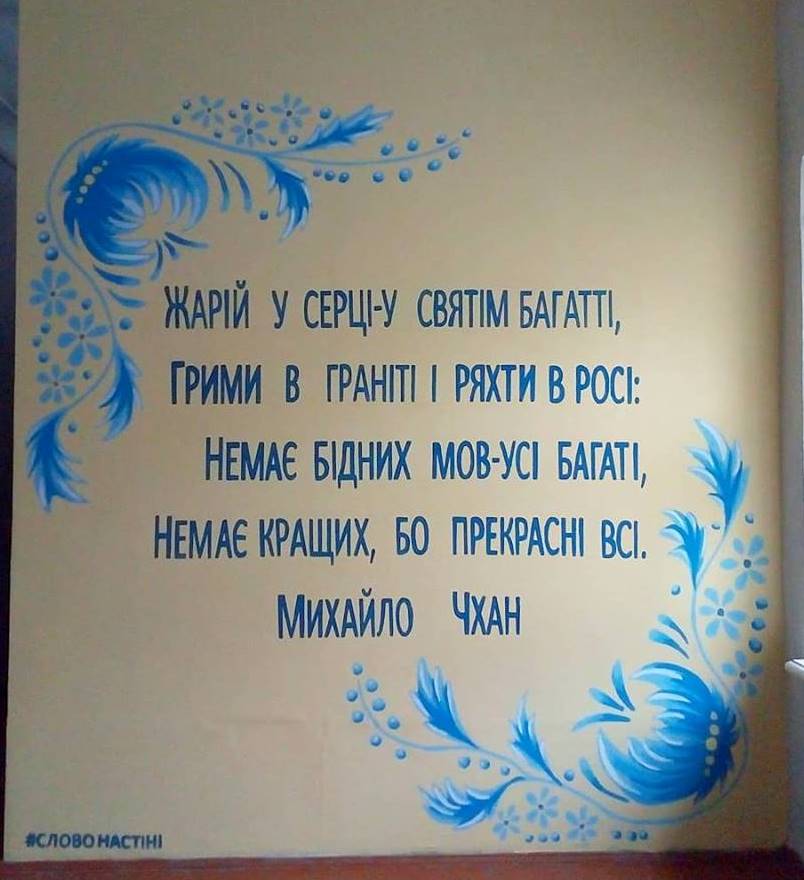 Жарій у серці-у святім багатті,
Грими в граніті і ряхти в росі:
Немає бідних мов-усі багаті,
Немає кращих, бо прекрасні всі.
Михайло Чхан
#СЛОВОНАСТІНІ